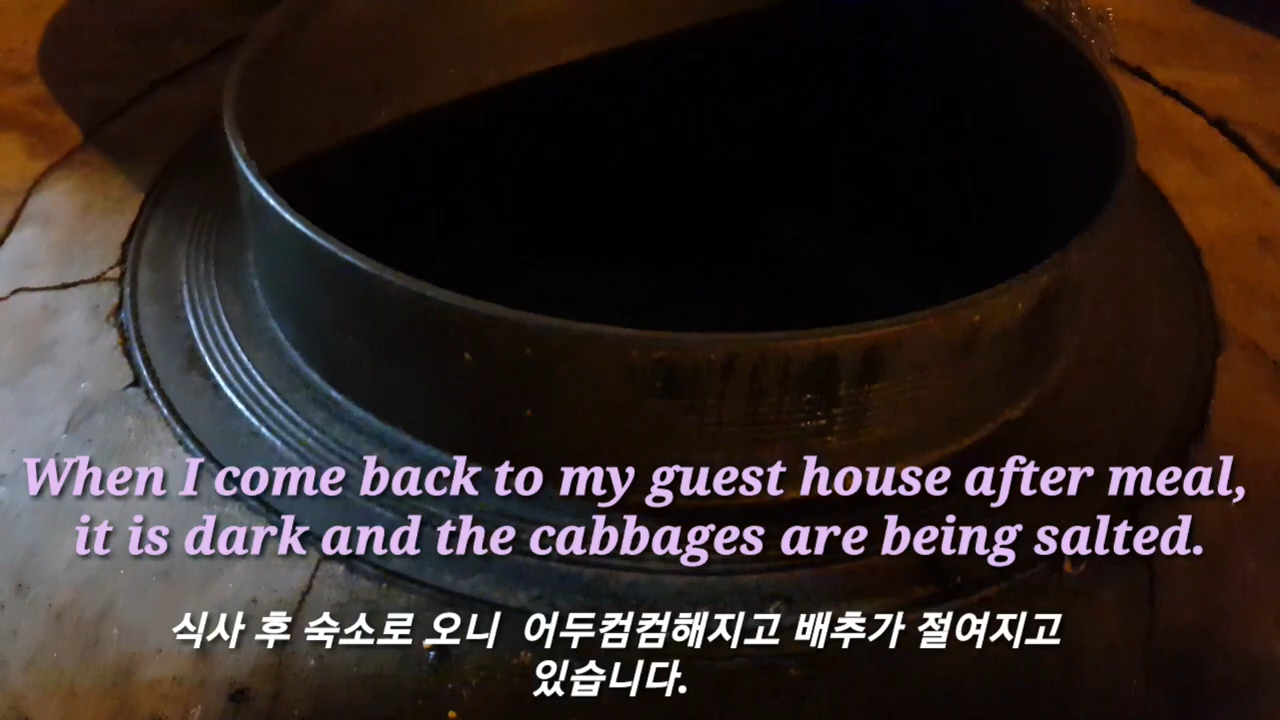 When I come back to my guest house after meal,
it is dark and the cabbages are being salted.
식사 후 숙소로 오니 어두컴컴해지고 배추가 절여지고
있습니다.